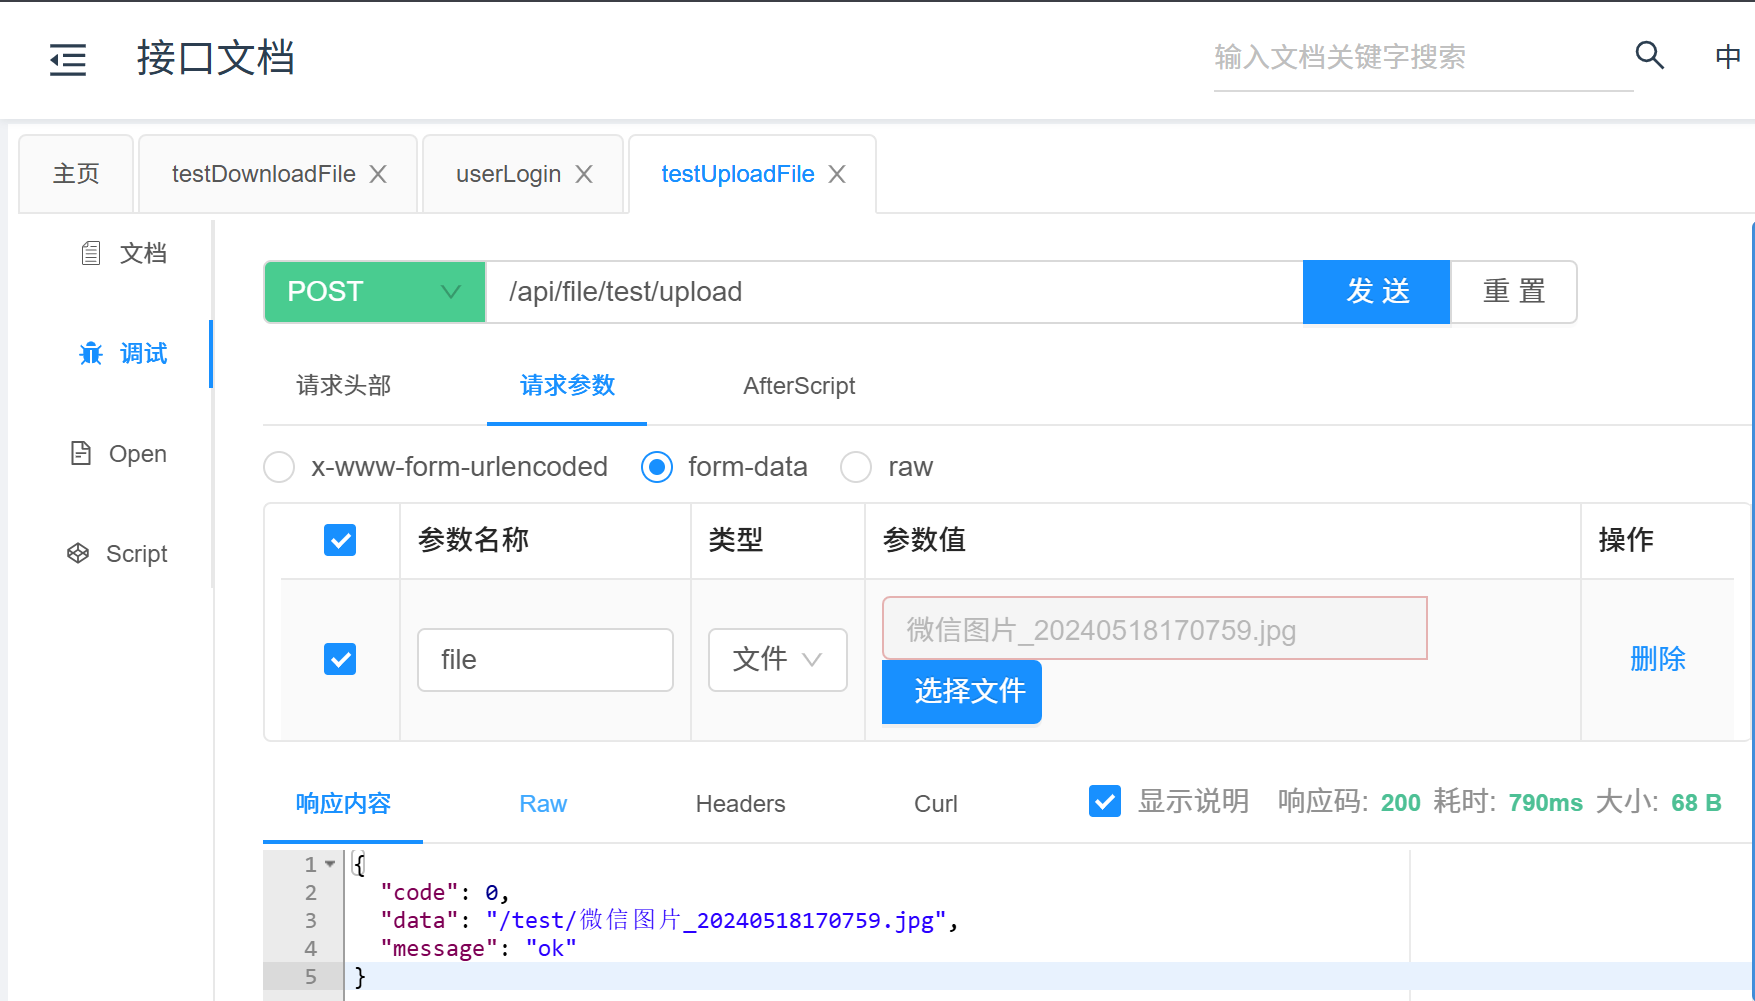 接口文档
输入文档关键字搜索
中
主页
testDownloadFile
userLogin
testUploadFile
文档
调试
Open
Script
POST
/api/file/test/upload
发 送
重 置
请求头部
请求参数
AfterScript
x-www-form-urlencoded
form-data
raw
参数名称
类型
参数值
操作
file
文件
微信图片_20240518170759.jpg
选择文件
删除
响应内容
Raw
Headers
Curl
显示说明
响应码: 200 耗时: 790ms 大小: 68 B
1 {
2 "code": 0,
3 "data": "/test/微信图片_20240518170759.jpg",
4 "message": "ok"
5 }